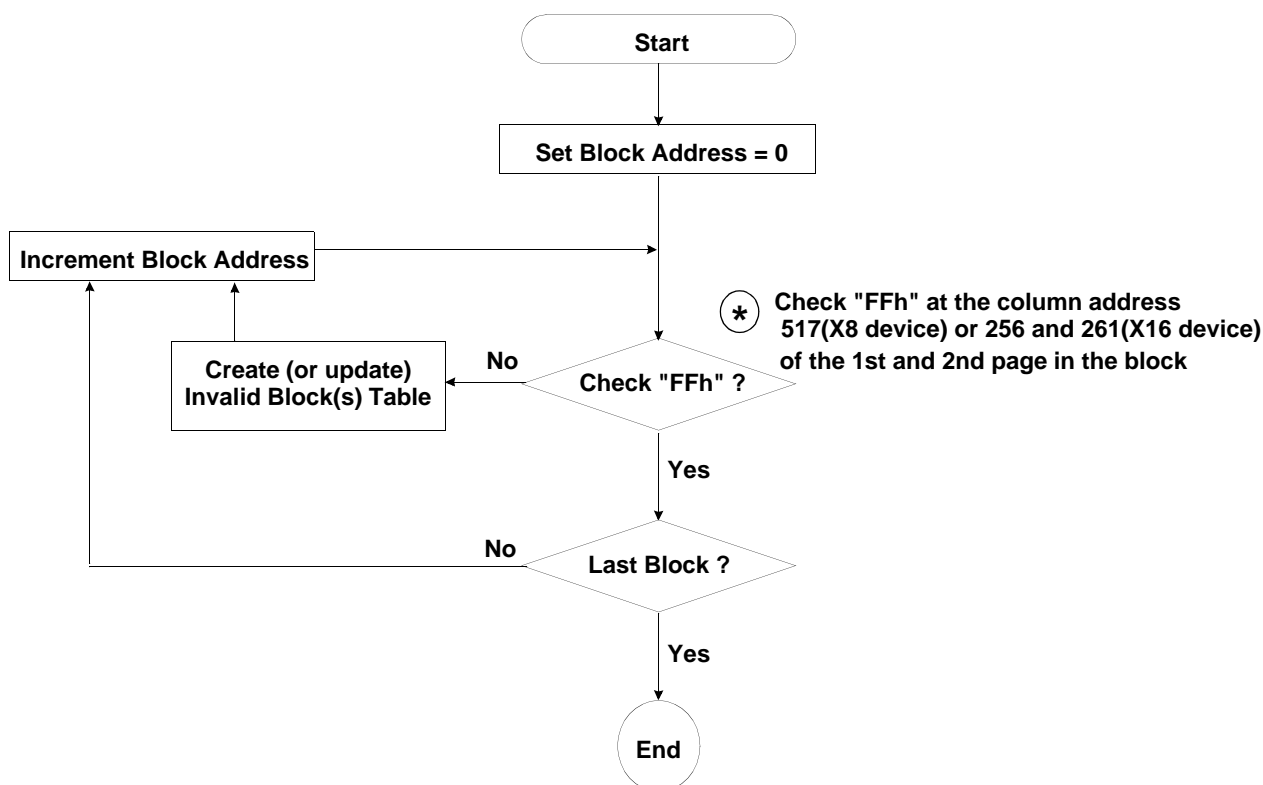 Start
Set Block Address = 0
Increment Block Address
* Check "FFh" at the column address
517(X8 device) or 256 and 261(X16 device)
of the 1st and 2nd page in the block
No
Create (or update)
Invalid Block(s) Table
Check "FFh" ?
Yes
No
Last Block ?
Yes
End